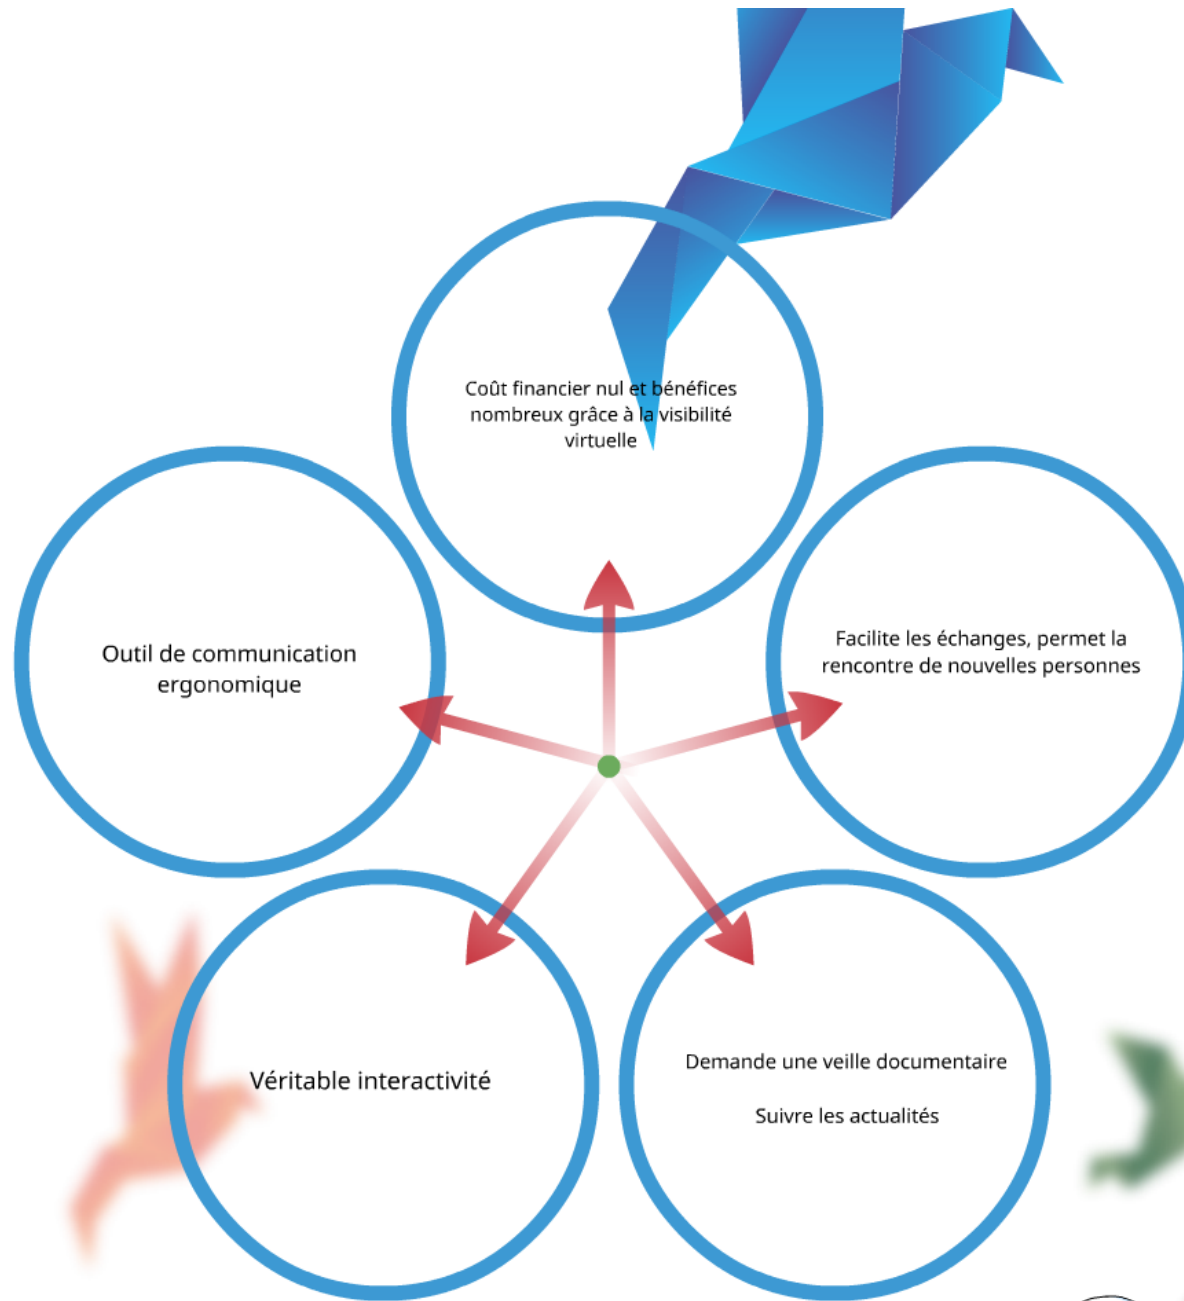 Coût financier nul et bénéfices
nombreux grâce à la visibilité
virtuelle
Outil de communication
ergonomique
Facilite les échanges, permet la
rencontre de nouvelles personnes
Véritable interactivité
Demande une veille documentaire
Suivre les actualités